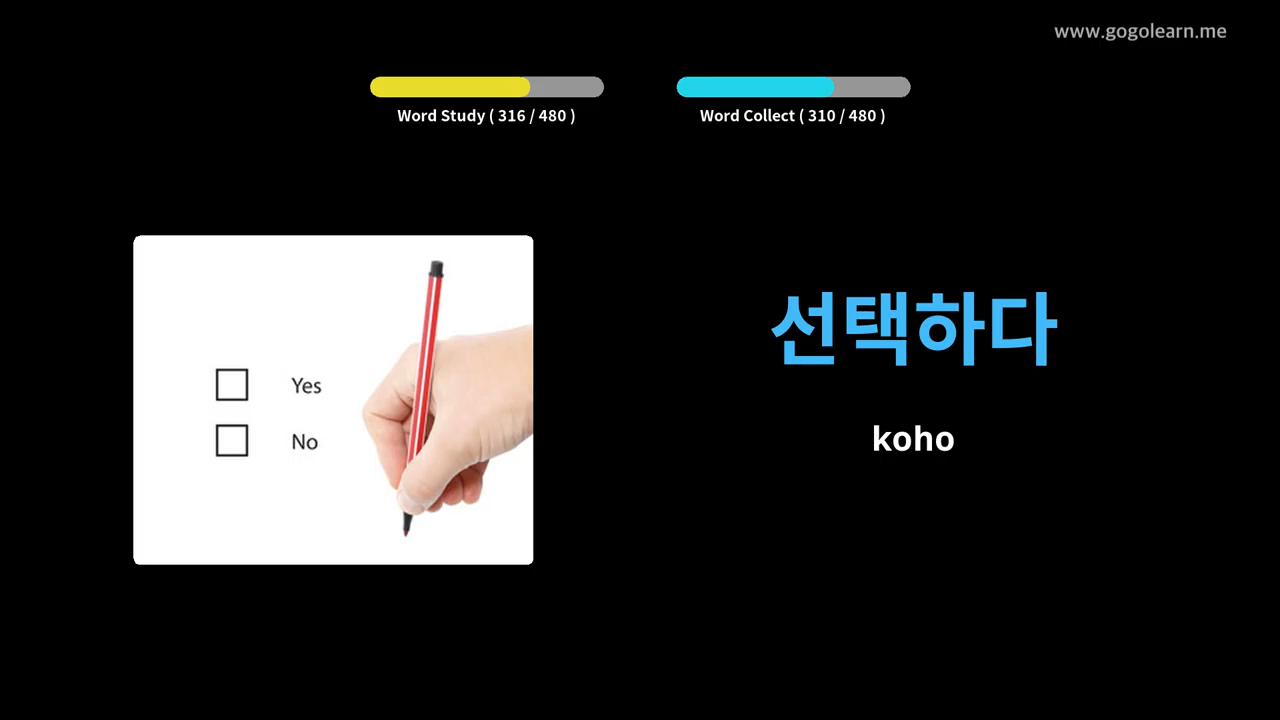 www.gogolearn.me
Word Study ( 316 / 480 )
Word Collect ( 310 / 480 )
Yes
No
선택하다
koho